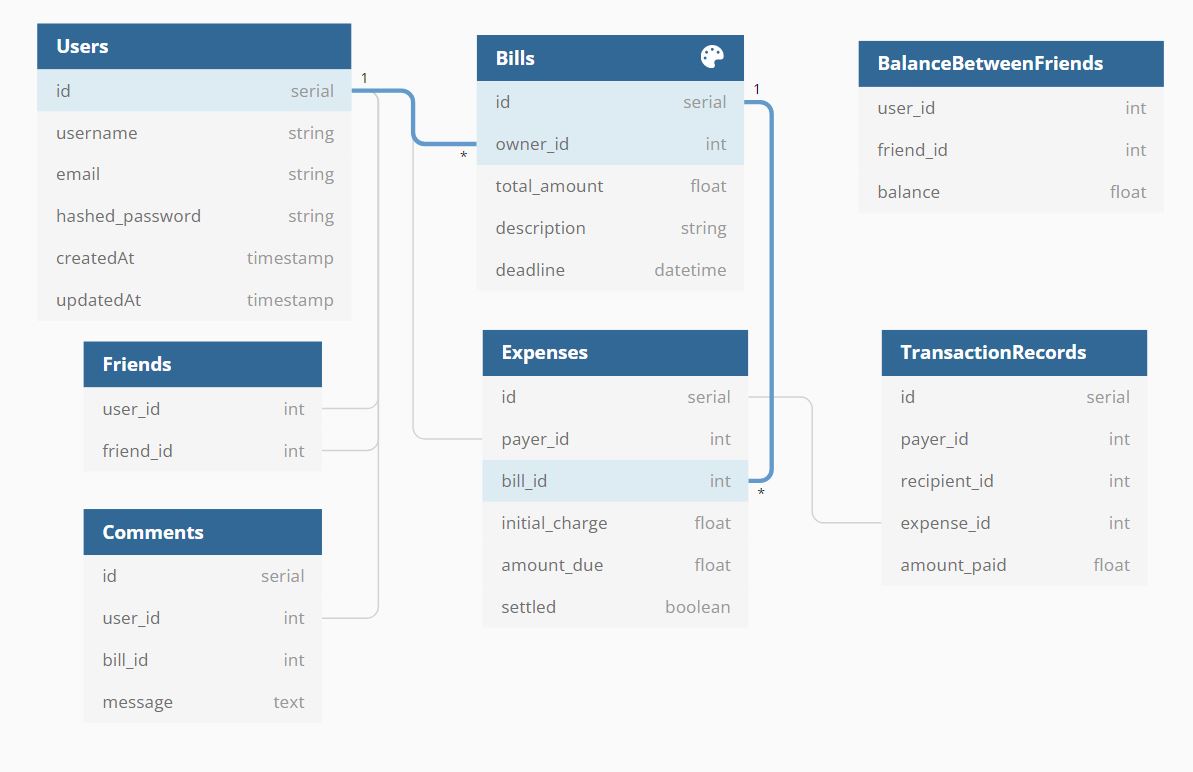 Users
id serial
username string
email string
hashed_password string
createdAt timestamp
updatedAt timestamp
1
*
Friends
user_id int
friend_id int
Comments
id serial
user_id int
bill_id int
message text
Bills
id serial
owner_id int
total_amount float
description string
deadline datetime
1
*
Expenses
id serial
payer_id int
bill_id int
initial_charge float
amount_due float
settled boolean
BalanceBetweenFriends
user_id int
friend_id int
balance float
TransactionRecords
id serial
payer_id int
recipient_id int
expense_id int
amount_paid float